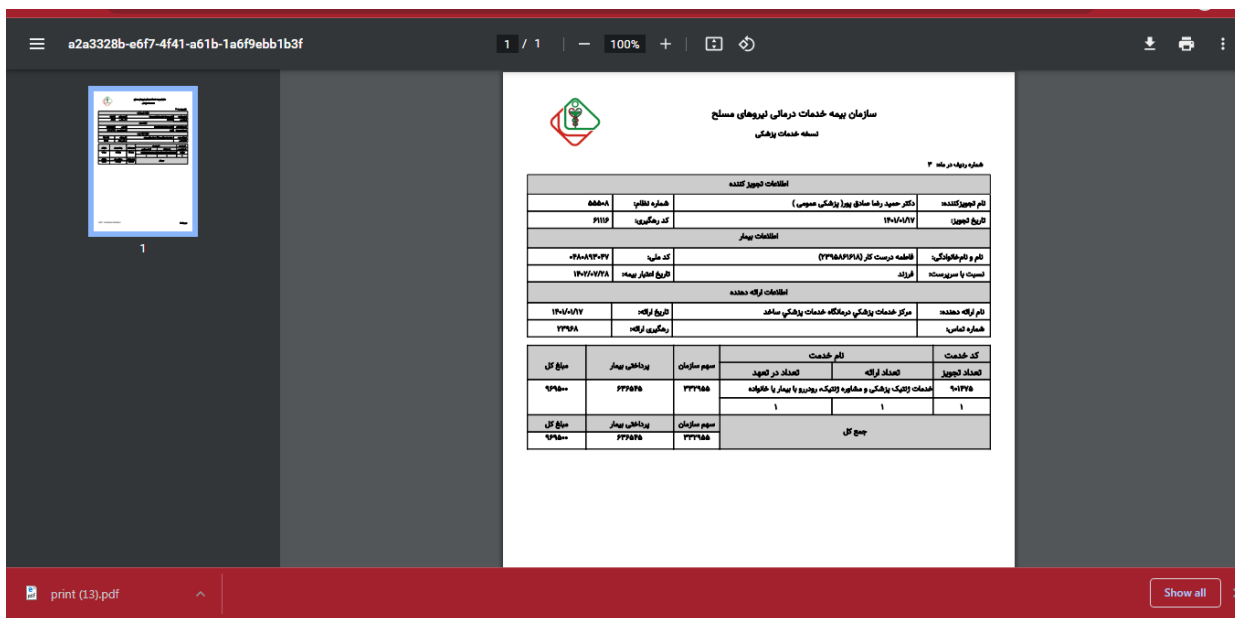 a2a3328b-e6f7-4f41-a61b-1a6f9ebb1b3f
1 / 1
100%
1
سازمان بیمه خدمات درمانی نیروهای مسلح
نسخه خدمات پزشکی
شماره ردیف در ماه: ۳
اطلاعات تجویز کننده
نام تجویزکننده: دکتر حمید رضا صادق پور( پزشکی عمومی ) شماره نظام: ۵۵۵۰۸
تاریخ تجویز: ۱۴۰۱/۰۱/۱۷ کد رهگیری: ۶۱۱۱۶
اطلاعات بیمار
نام و نام‌خانوادگی: فاطمه درست کار (۲۳۹۵۸۶۱۶۱۸) کد ملی: ۰۴۸۰۸۹۳۰۴۷
نسبت با سرپرست: فرزند تاریخ اعتبار بیمه: ۱۴۰۲/۰۷/۲۸
اطلاعات ارائه دهنده
نام ارائه دهنده: مرکز خدمات پزشکي درمانگاه خدمات پزشکي ساخد تاریخ ارائه: ۱۴۰۱/۰۱/۱۷
شماره تماس: رهگیری ارائه: ۲۳۹۶۸
کد خدمت نام خدمت سهم سازمان پرداختی بیمار مبلغ کل
تعداد تجویز تعداد ارائه تعداد در تعهد
۹۰۱۴۷۵ خدمات ژنتیک پزشکی و مشاوره ژنتیک، رودررو با بیمار یا خانواده ۳۳۲۹۵۵ ۶۳۶۵۴۵ ۹۶۹۵۰۰
۱ ۱ ۱
جمع کل سهم سازمان پرداختی بیمار مبلغ کل
۳۳۲۹۵۵ ۶۳۶۵۴۵ ۹۶۹۵۰۰
print (13).pdf
Show all